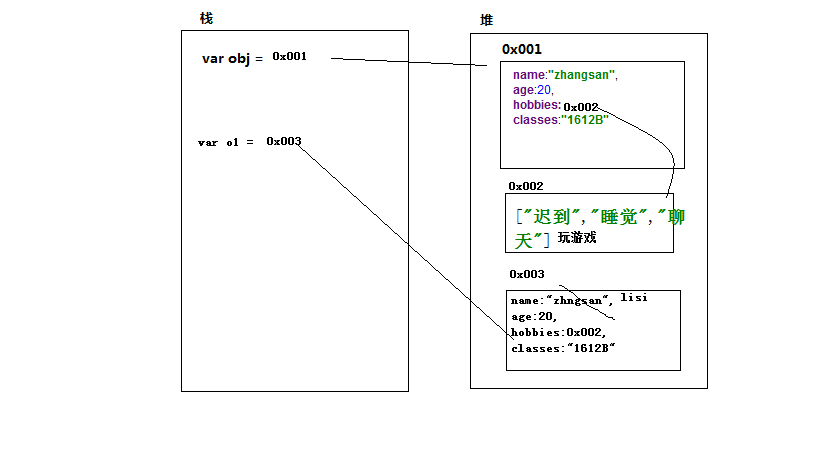 栈
var obj = 0x001
var o1 = 0x003
堆
0x001
name:"zhangsan",
age:20,
hobbies:0x002
classes:"1612B"
0x002
["迟到","睡觉","聊
天"] 玩游戏
0x003
name:"zhngsan", lisi
age:20,
hobbies:0x002,
classes:"1612B"